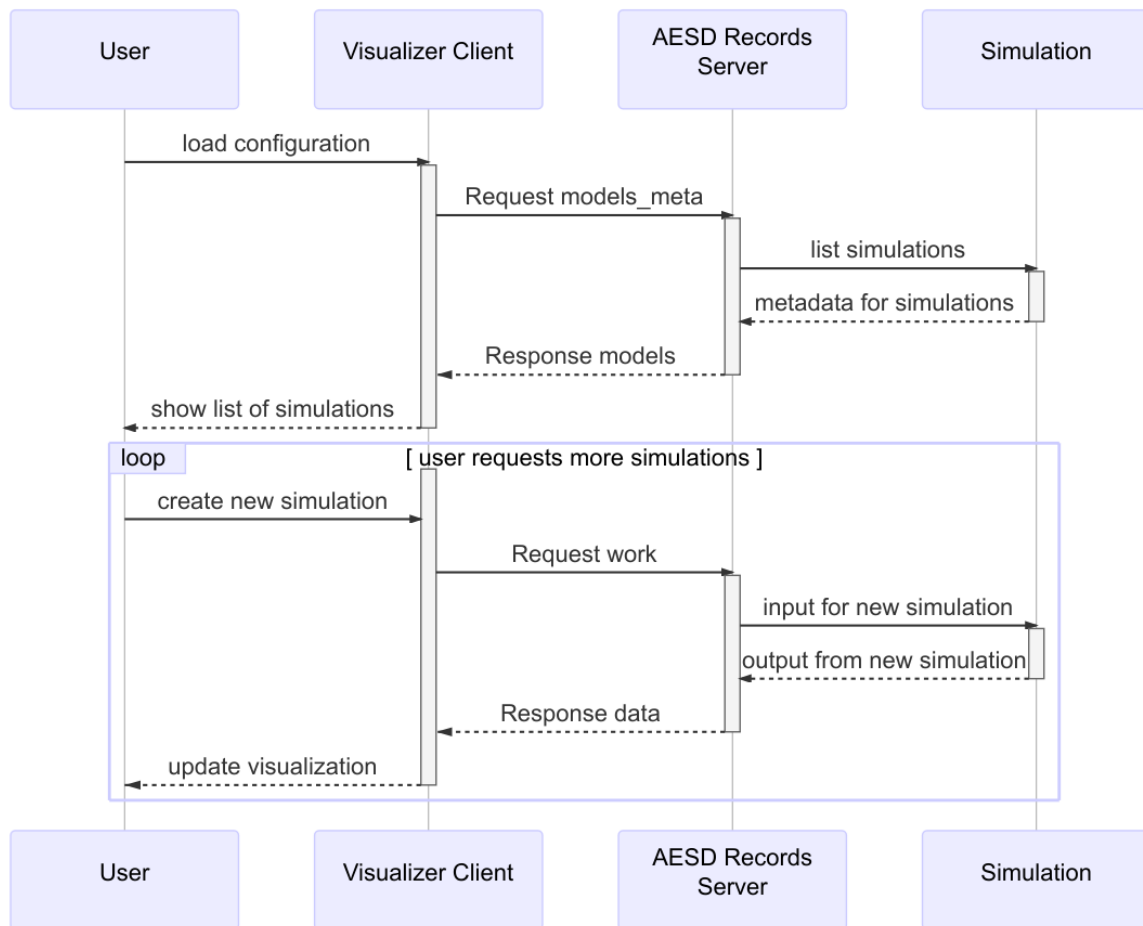 User
Visualizer Client
AESD Records
Server
Simulation
load configuration
Request models_meta
list simulations
metadata for simulations
Response models
show list of simulations
loop
[ user requests more simulations ]
create new simulation
Request work
input for new simulation
output from new simulation
Response data
update visualization
User
Visualizer Client
AESD Records
Server
Simulation